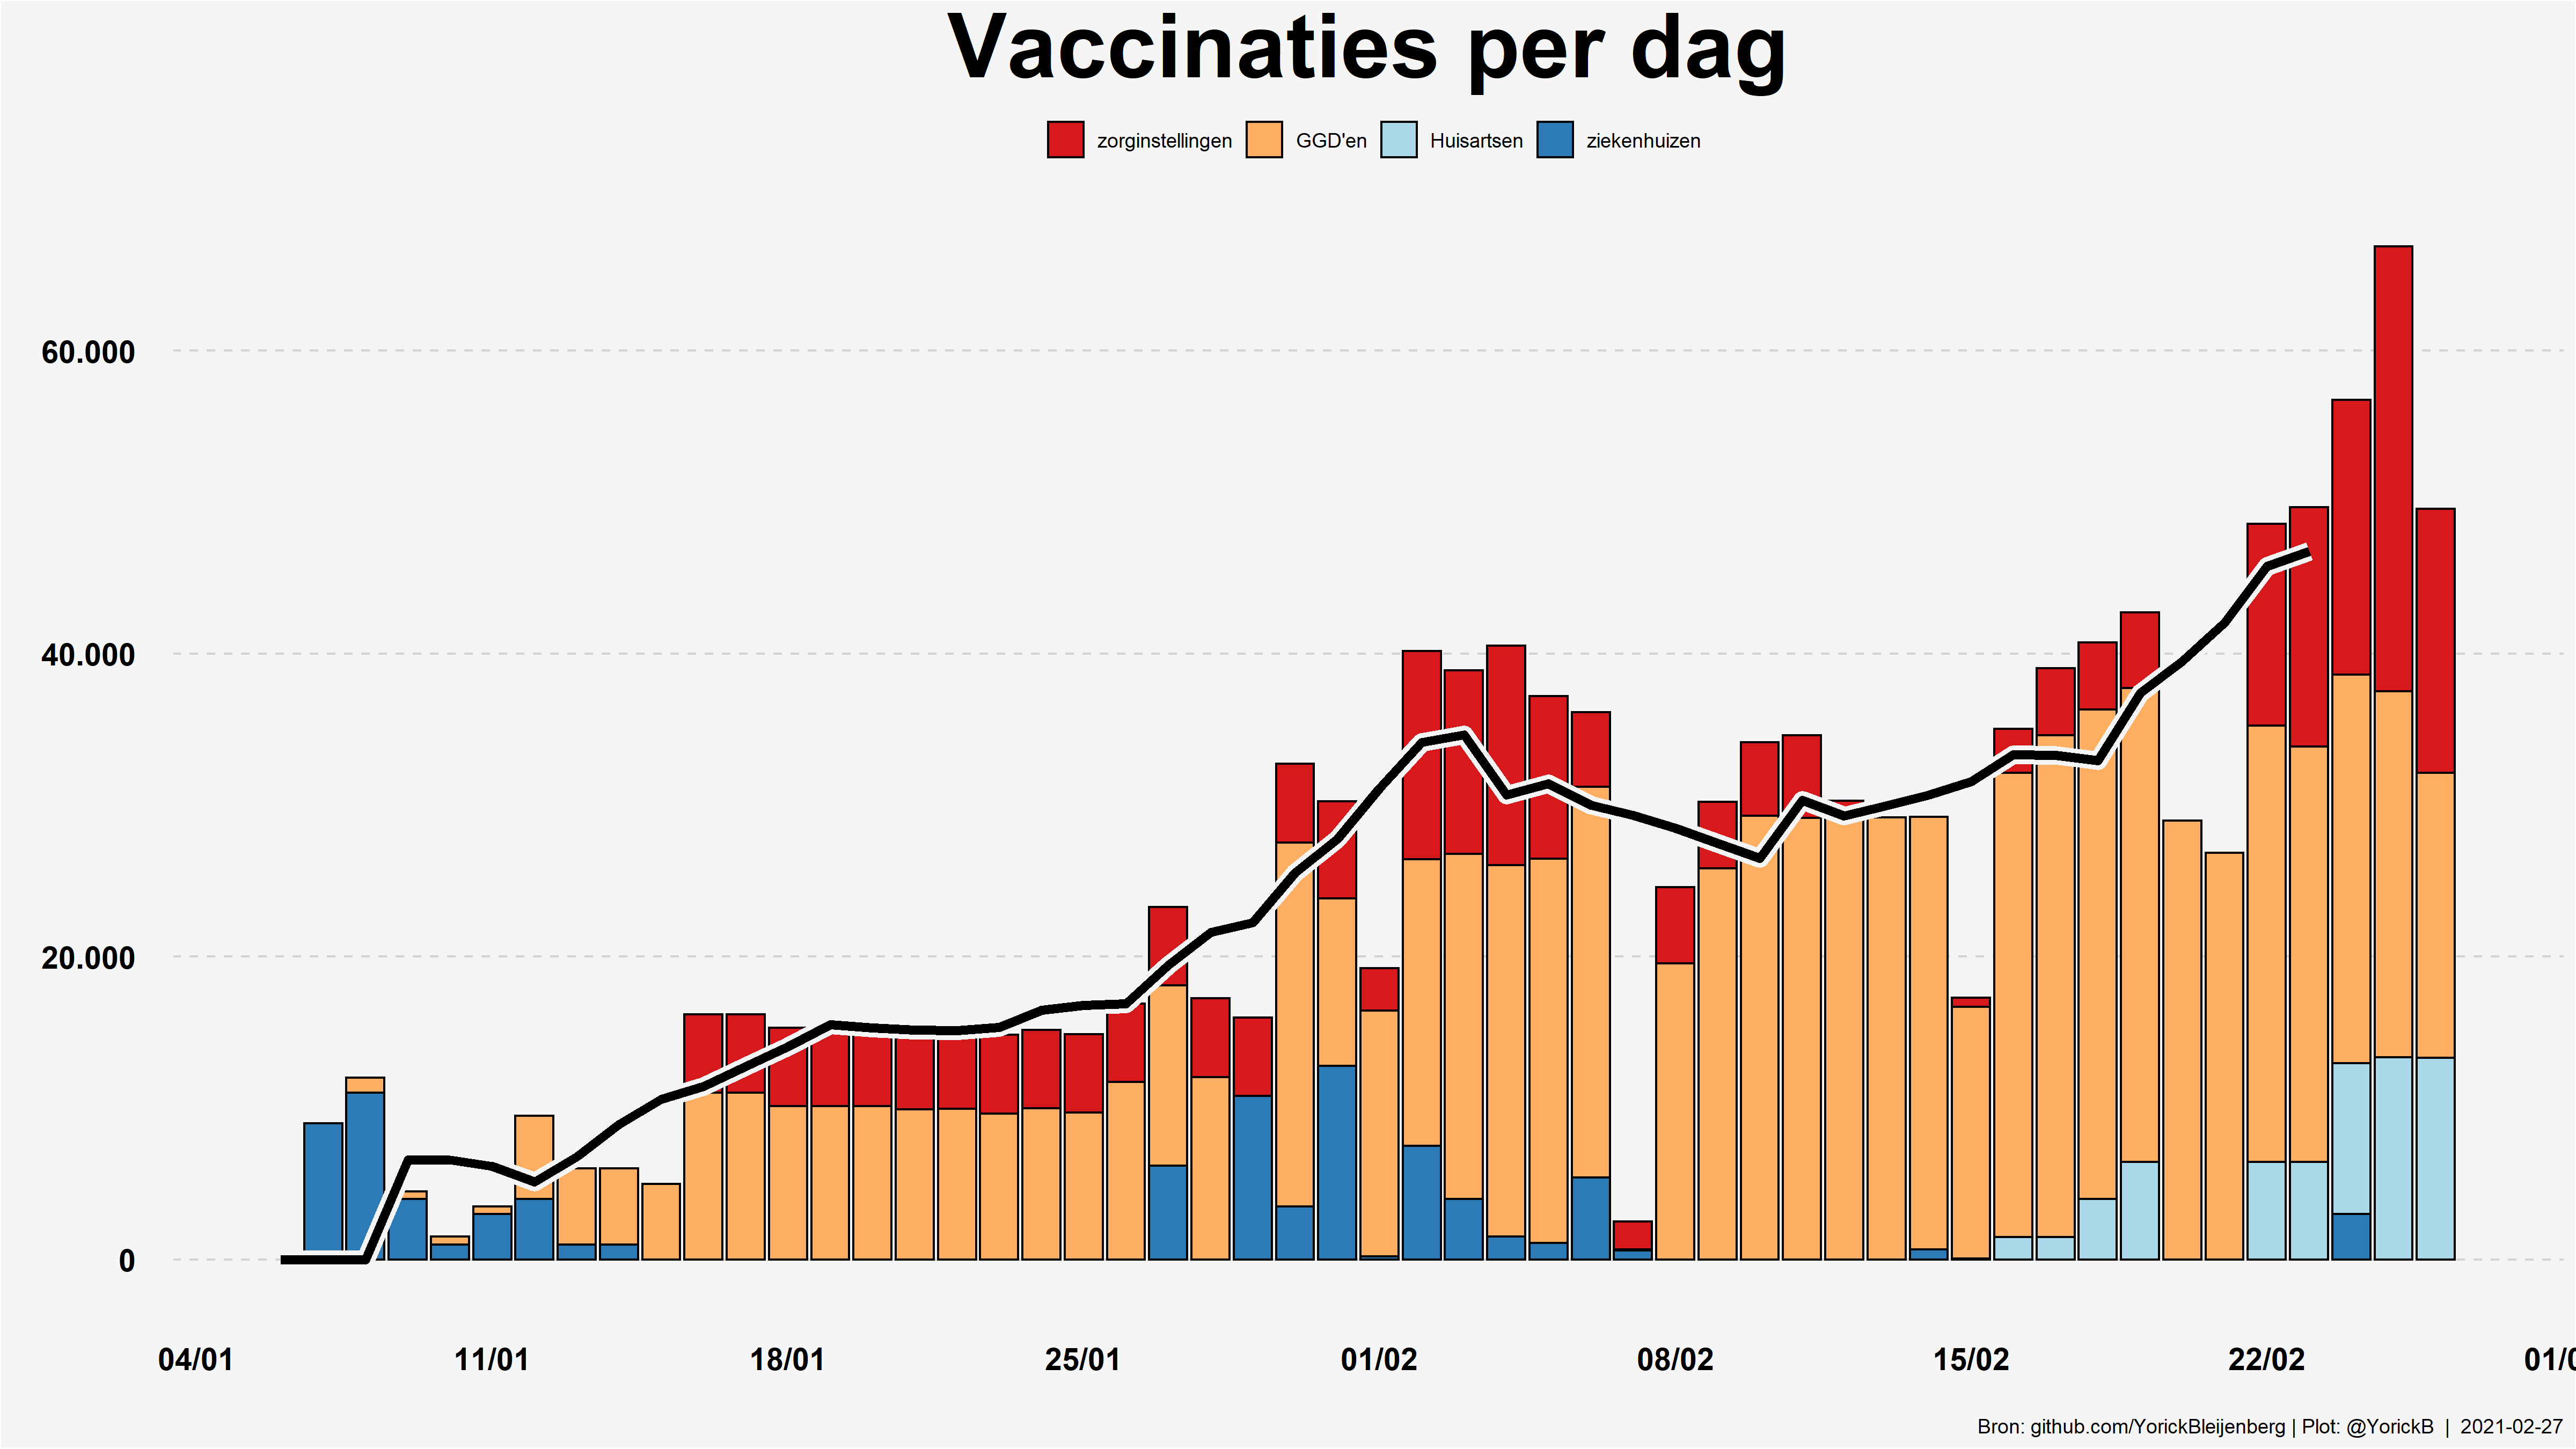 Vaccinaties per dag
zorginstellingen GGD'en Huisartsen ziekenhuizen
60.000
40.000
20.000
0
04/01 11/01 18/01 25/01 01/02 08/02 15/02 22/02 01/0
Bron: github.com/YorickBleijenberg | Plot: @YorickB | 2021-02-27